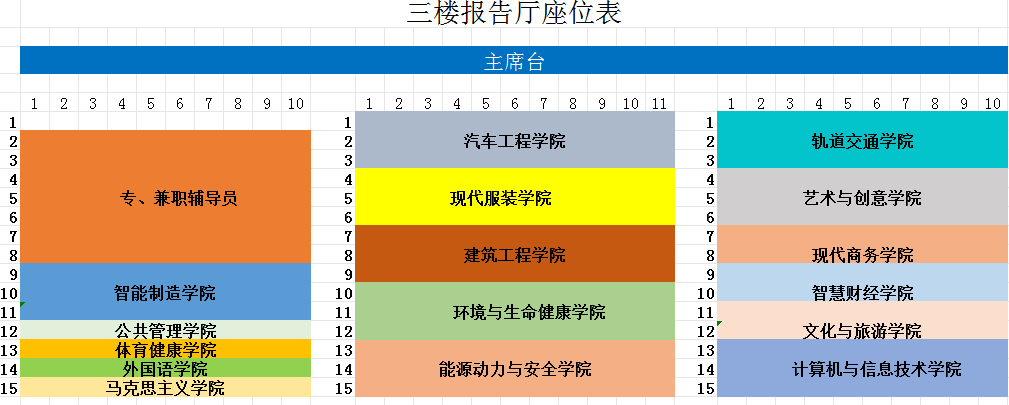 三楼报告厅座位表
主席台
1 2 3 4 5 6 7 8 9 10 1 2 3 4 5 6 7 8 9 10 11 1 2 3 4 5 6 7 8 9 10
1 1 1
2 2 汽车工程学院 2 轨道交通学院
3 3 3
4 4 4
5 专、兼职辅导员 5 现代服装学院 5 艺术与创意学院
6 6 6
7 7 7
8 8 建筑工程学院 8 现代商务学院
9 9 9
10 智能制造学院 10 10 智慧财经学院
11 11 环境与生命健康学院 11
12 公共管理学院 12 12 文化与旅游学院
13 体育健康学院 13 13
14 外国语学院 14 能源动力与安全学院 14 计算机与信息技术学院
15 马克思主义学院 15 15